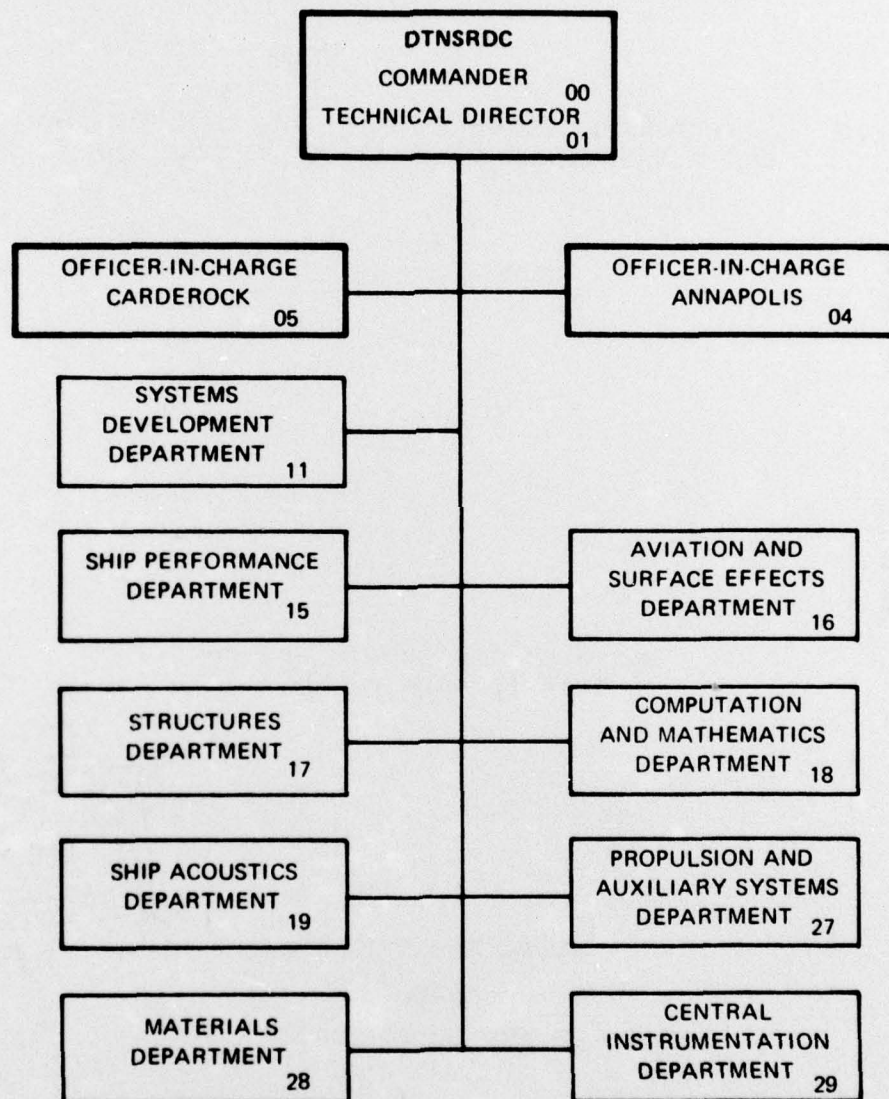 DTNSRDC
COMMANDER
00
TECHNICAL DIRECTOR
01
OFFICER-IN-CHARGE
CARDEROCK
05
OFFICER-IN-CHARGE
ANNAPOLIS
04
SYSTEMS
DEVELOPMENT
DEPARTMENT
11
SHIP PERFORMANCE
DEPARTMENT
15
AVIATION AND
SURFACE EFFECTS
DEPARTMENT
16
STRUCTURES
DEPARTMENT
17
COMPUTATION
AND MATHEMATICS
DEPARTMENT
18
SHIP ACOUSTICS
DEPARTMENT
19
PROPULSION AND
AUXILIARY SYSTEMS
DEPARTMENT
27
MATERIALS
DEPARTMENT
28
CENTRAL
INSTRUMENTATION
DEPARTMENT
29